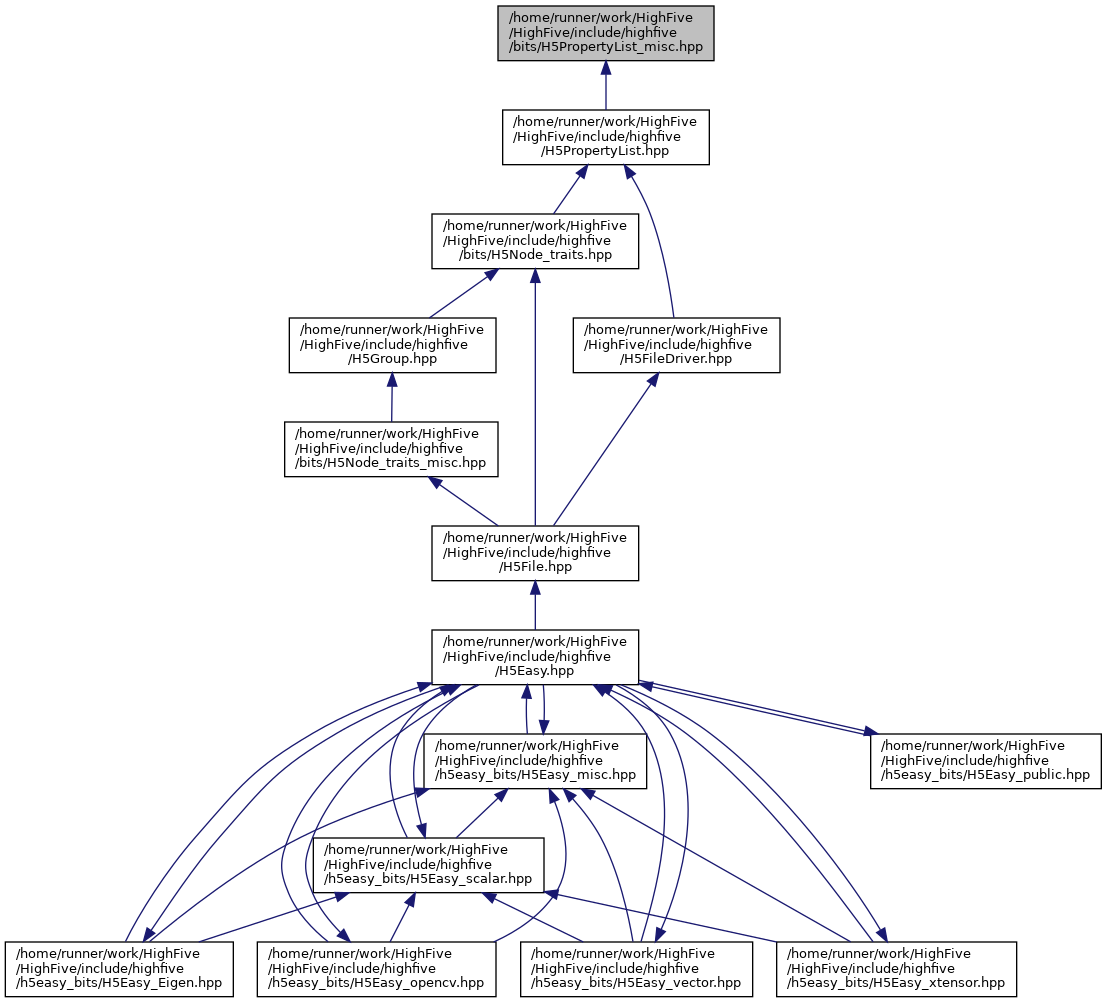 /home/runner/work/HighFive
/HighFive/include/highfive
/bits/H5PropertyList_misc.hpp
/home/runner/work/HighFive
/HighFive/include/highfive
/H5PropertyList.hpp
/home/runner/work/HighFive
/HighFive/include/highfive
/bits/H5Node_traits.hpp
/home/runner/work/HighFive
/HighFive/include/highfive
/H5Group.hpp
/home/runner/work/HighFive
/HighFive/include/highfive
/H5FileDriver.hpp
/home/runner/work/HighFive
/HighFive/include/highfive
/bits/H5Node_traits_misc.hpp
/home/runner/work/HighFive
/HighFive/include/highfive
/H5File.hpp
/home/runner/work/HighFive
/HighFive/include/highfive
/H5Easy.hpp
/home/runner/work/HighFive
/HighFive/include/highfive
/h5easy_bits/H5Easy_misc.hpp
/home/runner/work/HighFive
/HighFive/include/highfive
/h5easy_bits/H5Easy_public.hpp
/home/runner/work/HighFive
/HighFive/include/highfive
/h5easy_bits/H5Easy_scalar.hpp
/home/runner/work/HighFive
/HighFive/include/highfive
/h5easy_bits/H5Easy_Eigen.hpp
/home/runner/work/HighFive
/HighFive/include/highfive
/h5easy_bits/H5Easy_opencv.hpp
/home/runner/work/HighFive
/HighFive/include/highfive
/h5easy_bits/H5Easy_vector.hpp
/home/runner/work/HighFive
/HighFive/include/highfive
/h5easy_bits/H5Easy_xtensor.hpp